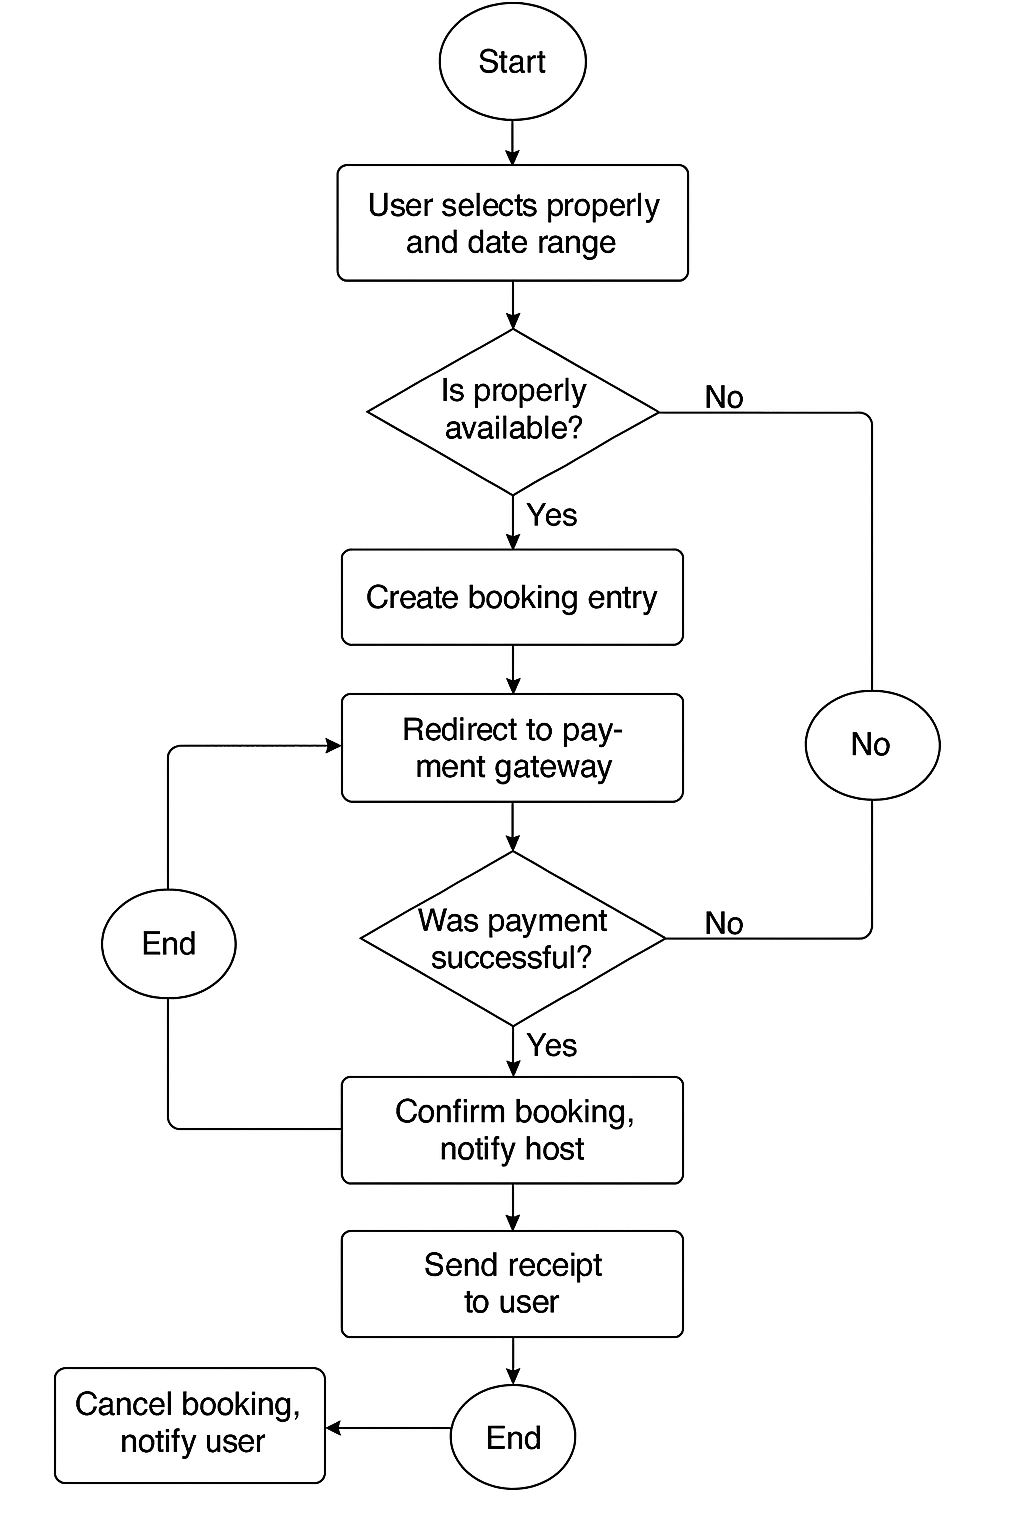 Start
User selects properly
and date range
Is properly
available?
No
Yes
Create booking entry
Redirect to pay-
ment gateway
No
End
Was payment
successful?
No
Yes
Confirm booking,
notify host
Send receipt
to user
Cancel booking,
notify user
End